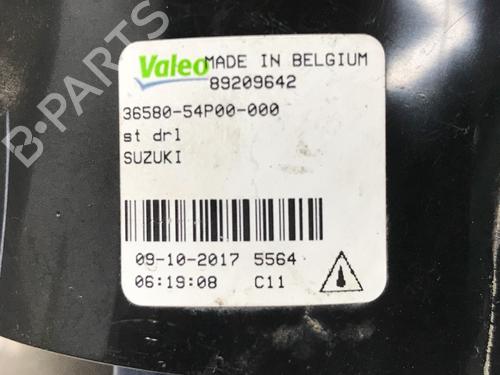 Valeo MADE IN BELGIUM
89209642
36580-54P00-000
st drl
SUZUKI
09-10-2017 5564
06:19:08 C11
B-PARTS